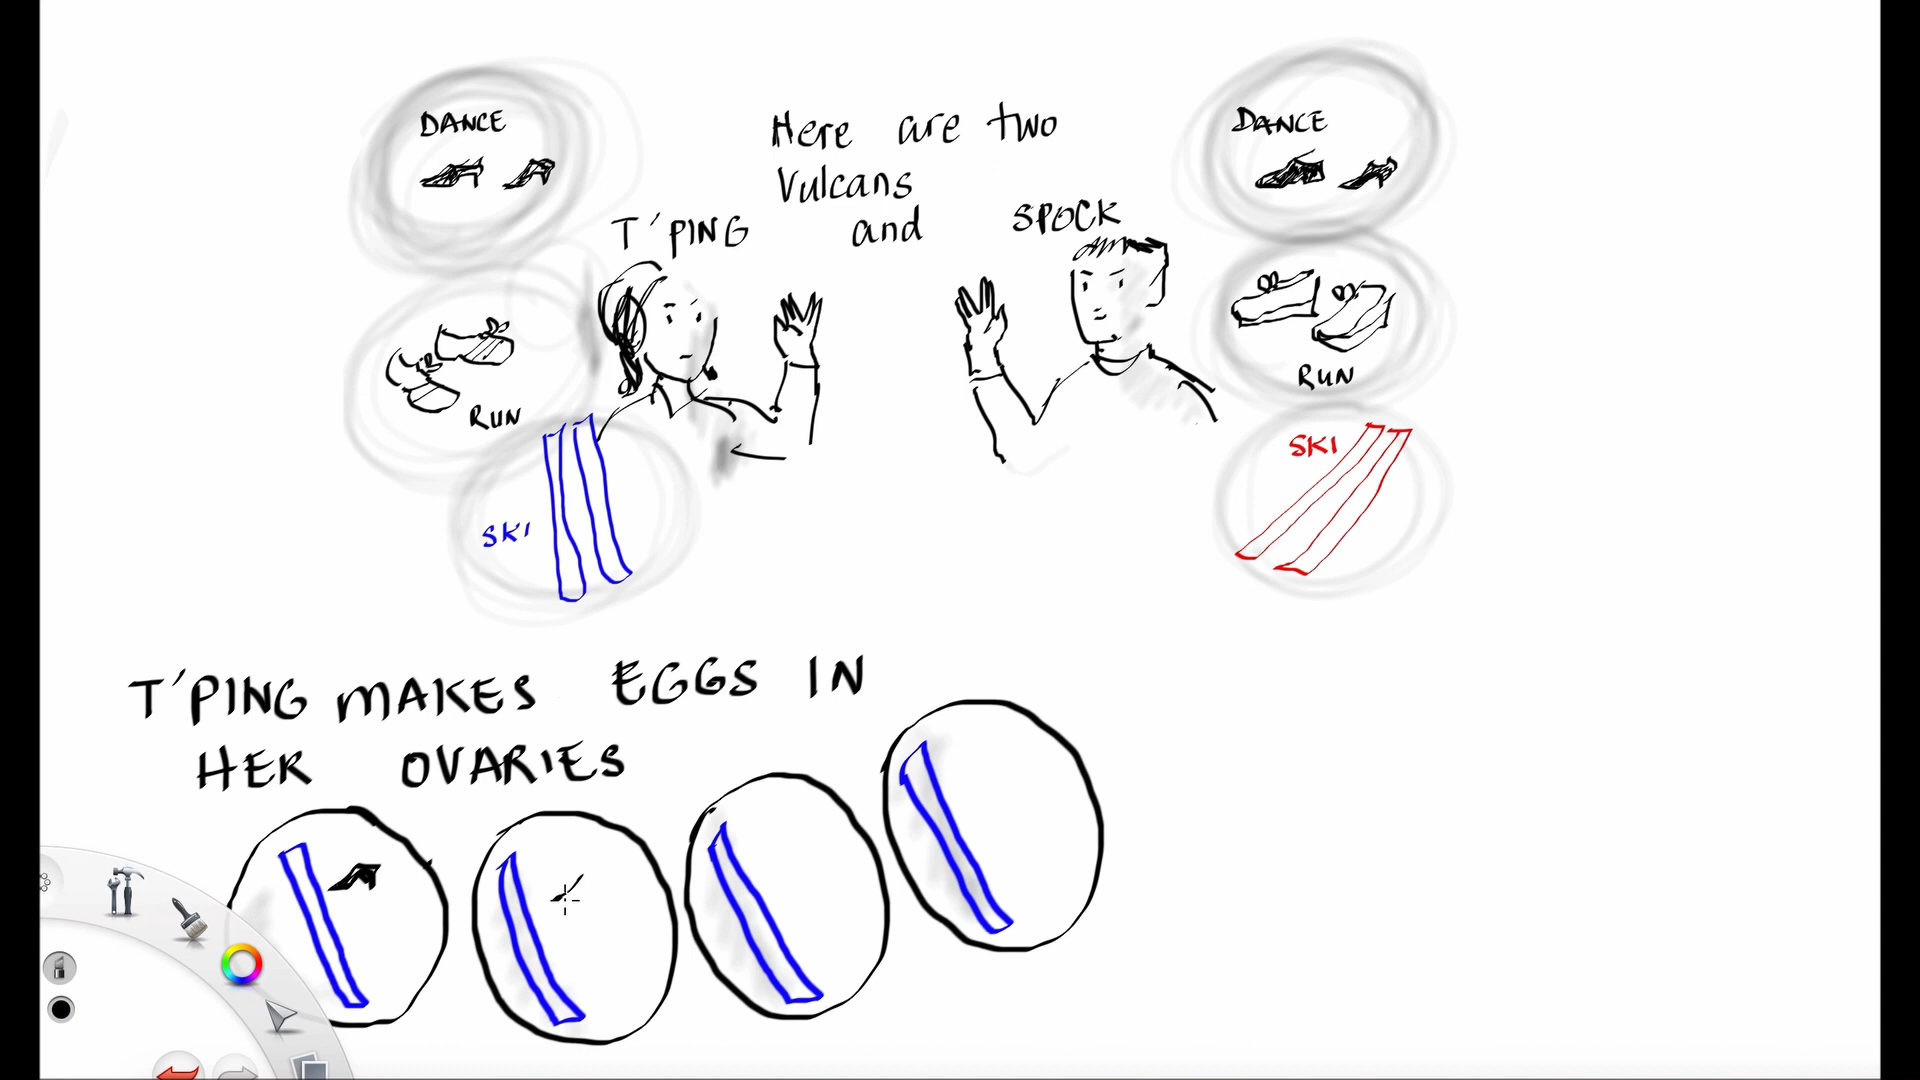 DANCE
Here are two
Vulcans
T'PING and SPOCK
DANCE
RUN
RUN
SKI
SKI
T'PING MAKES EGGS IN
HER OVARIES